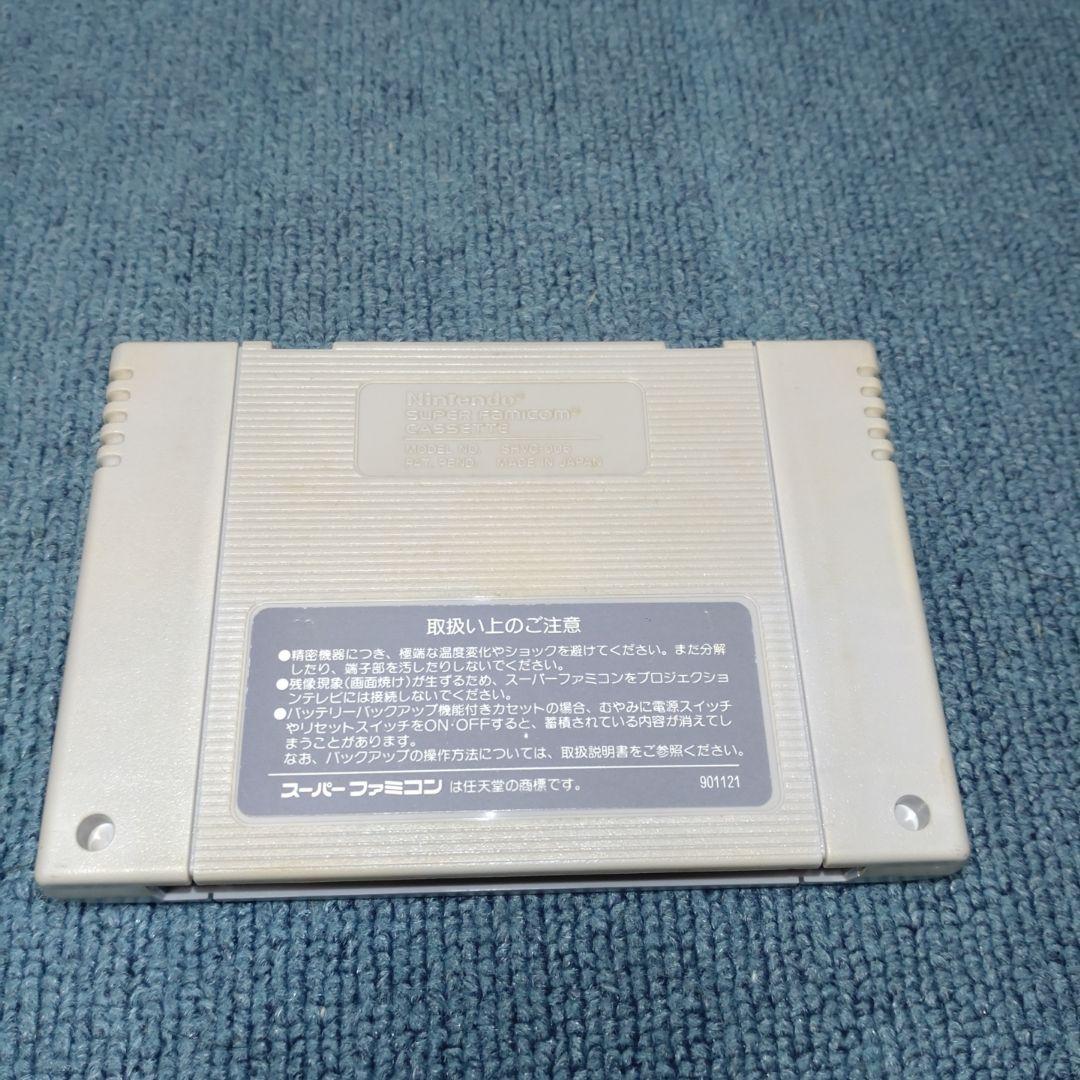 Nintendo®
SUPER FAMICOM®
CASSETTE
MODEL NO. SHVC-006
PAT. PEND. MADE IN JAPAN
取扱い上のご注意
●精密機器につき、極端な温度変化やショックを避けてください。また分解
したり、端子部を汚したりしないでください。
●残像現象(画面焼け)が生ずるため、スーパーファミコンをプロジェクショ
ンテレビには接続しないでください。
●バッテリーバックアップ機能付きカセットの場合、むやみに電源スイッチ
やリセットスイッチをON·OFFすると、蓄積されている内容が消えてし
まうことがあります。
なお、バックアップの操作方法については、取扱説明書をご参照ください。
スーパーファミコン は任天堂の商標です。 901121